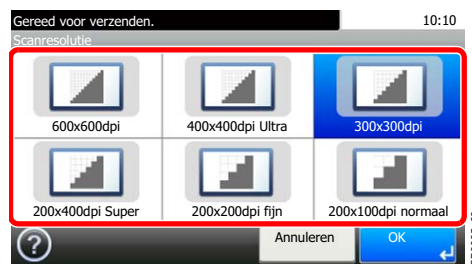 Gereed voor verzenden. 10:10
Scanresolutie
600x600dpi 400x400dpi Ultra 300x300dpi
200x400dpi Super 200x200dpi fijn 200x100dpi normaal
? Annuleren OK